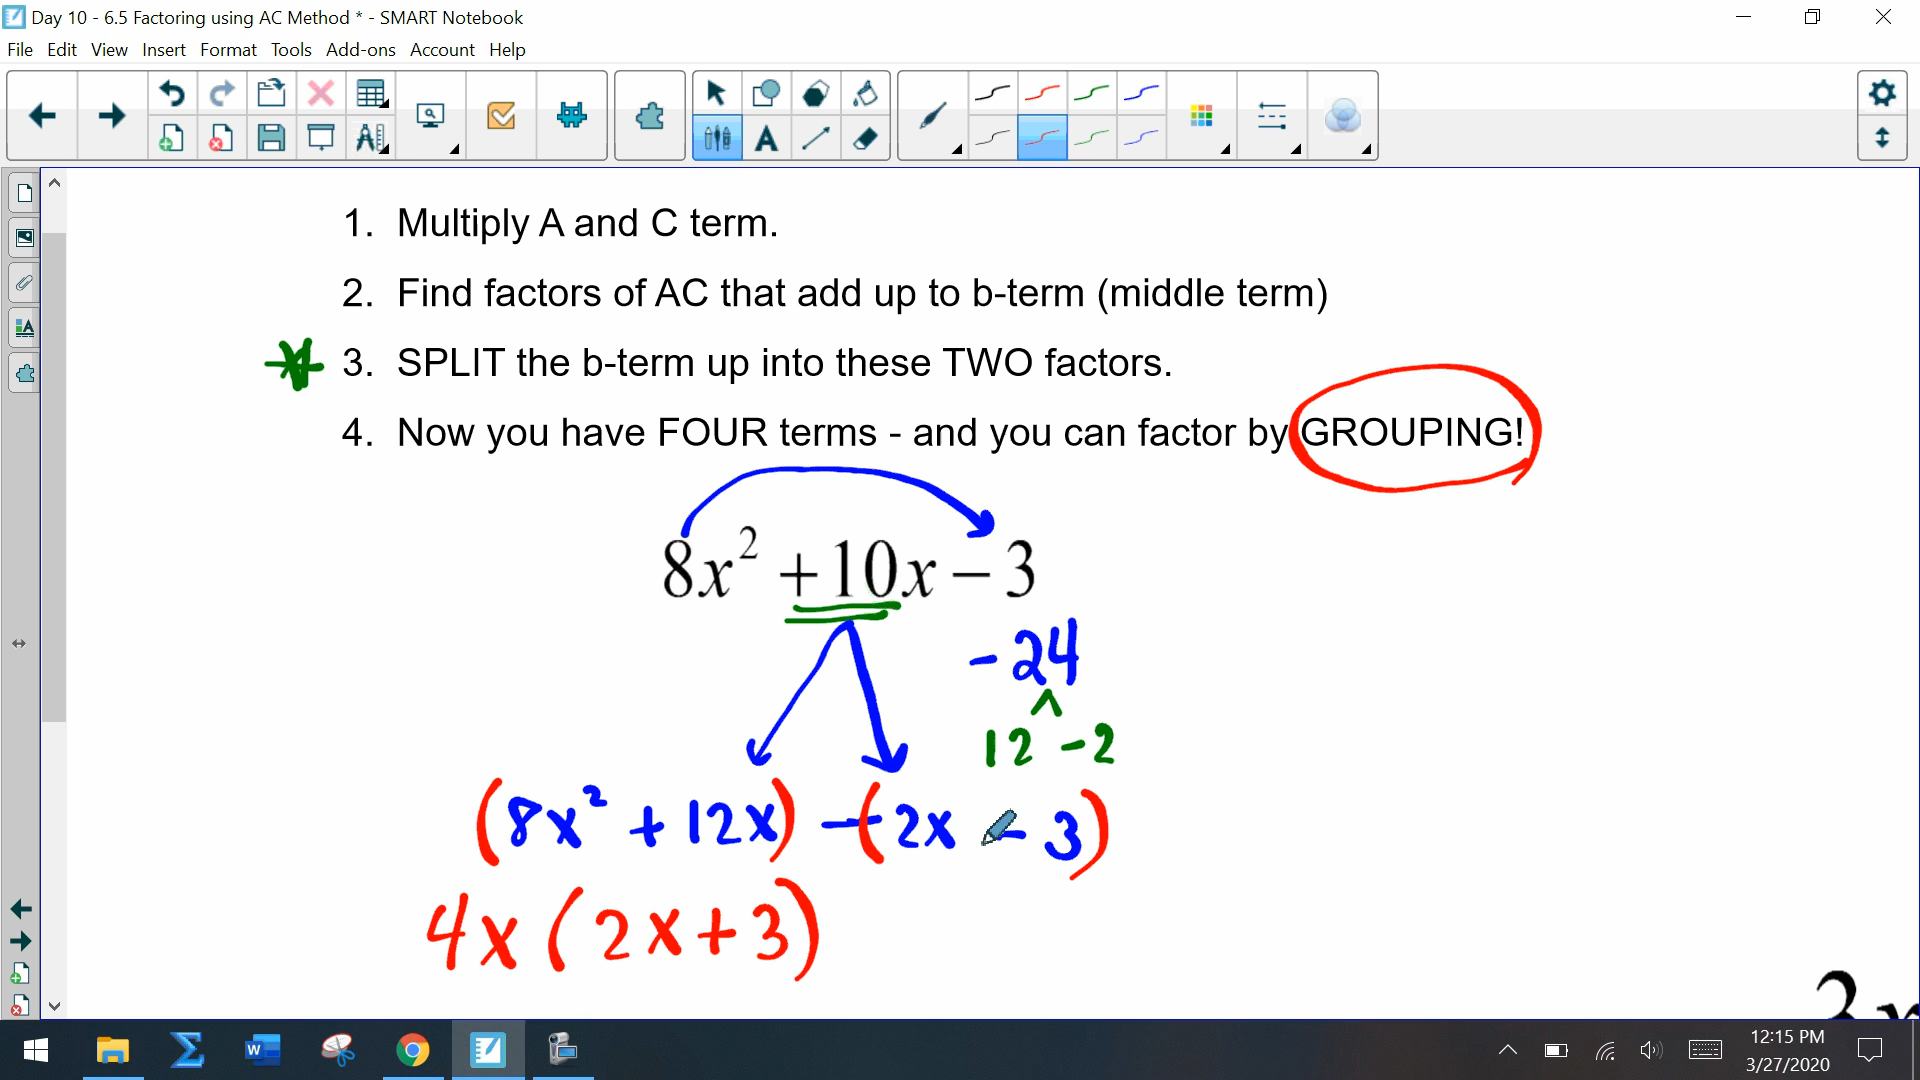 Day 10 - 6.5 Factoring using AC Method * - SMART Notebook
File Edit View Insert Format Tools Add-ons Account Help
1. Multiply A and C term.
2. Find factors of AC that add up to b-term (middle term)
3. SPLIT the b-term up into these TWO factors.
4. Now you have FOUR terms - and you can factor by GROUPING!
8x² +10x − 3
- 24
12 -2
(8x² + 12x) -(2x - 3)
4x (2x+3)
12:15 PM
3/27/2020